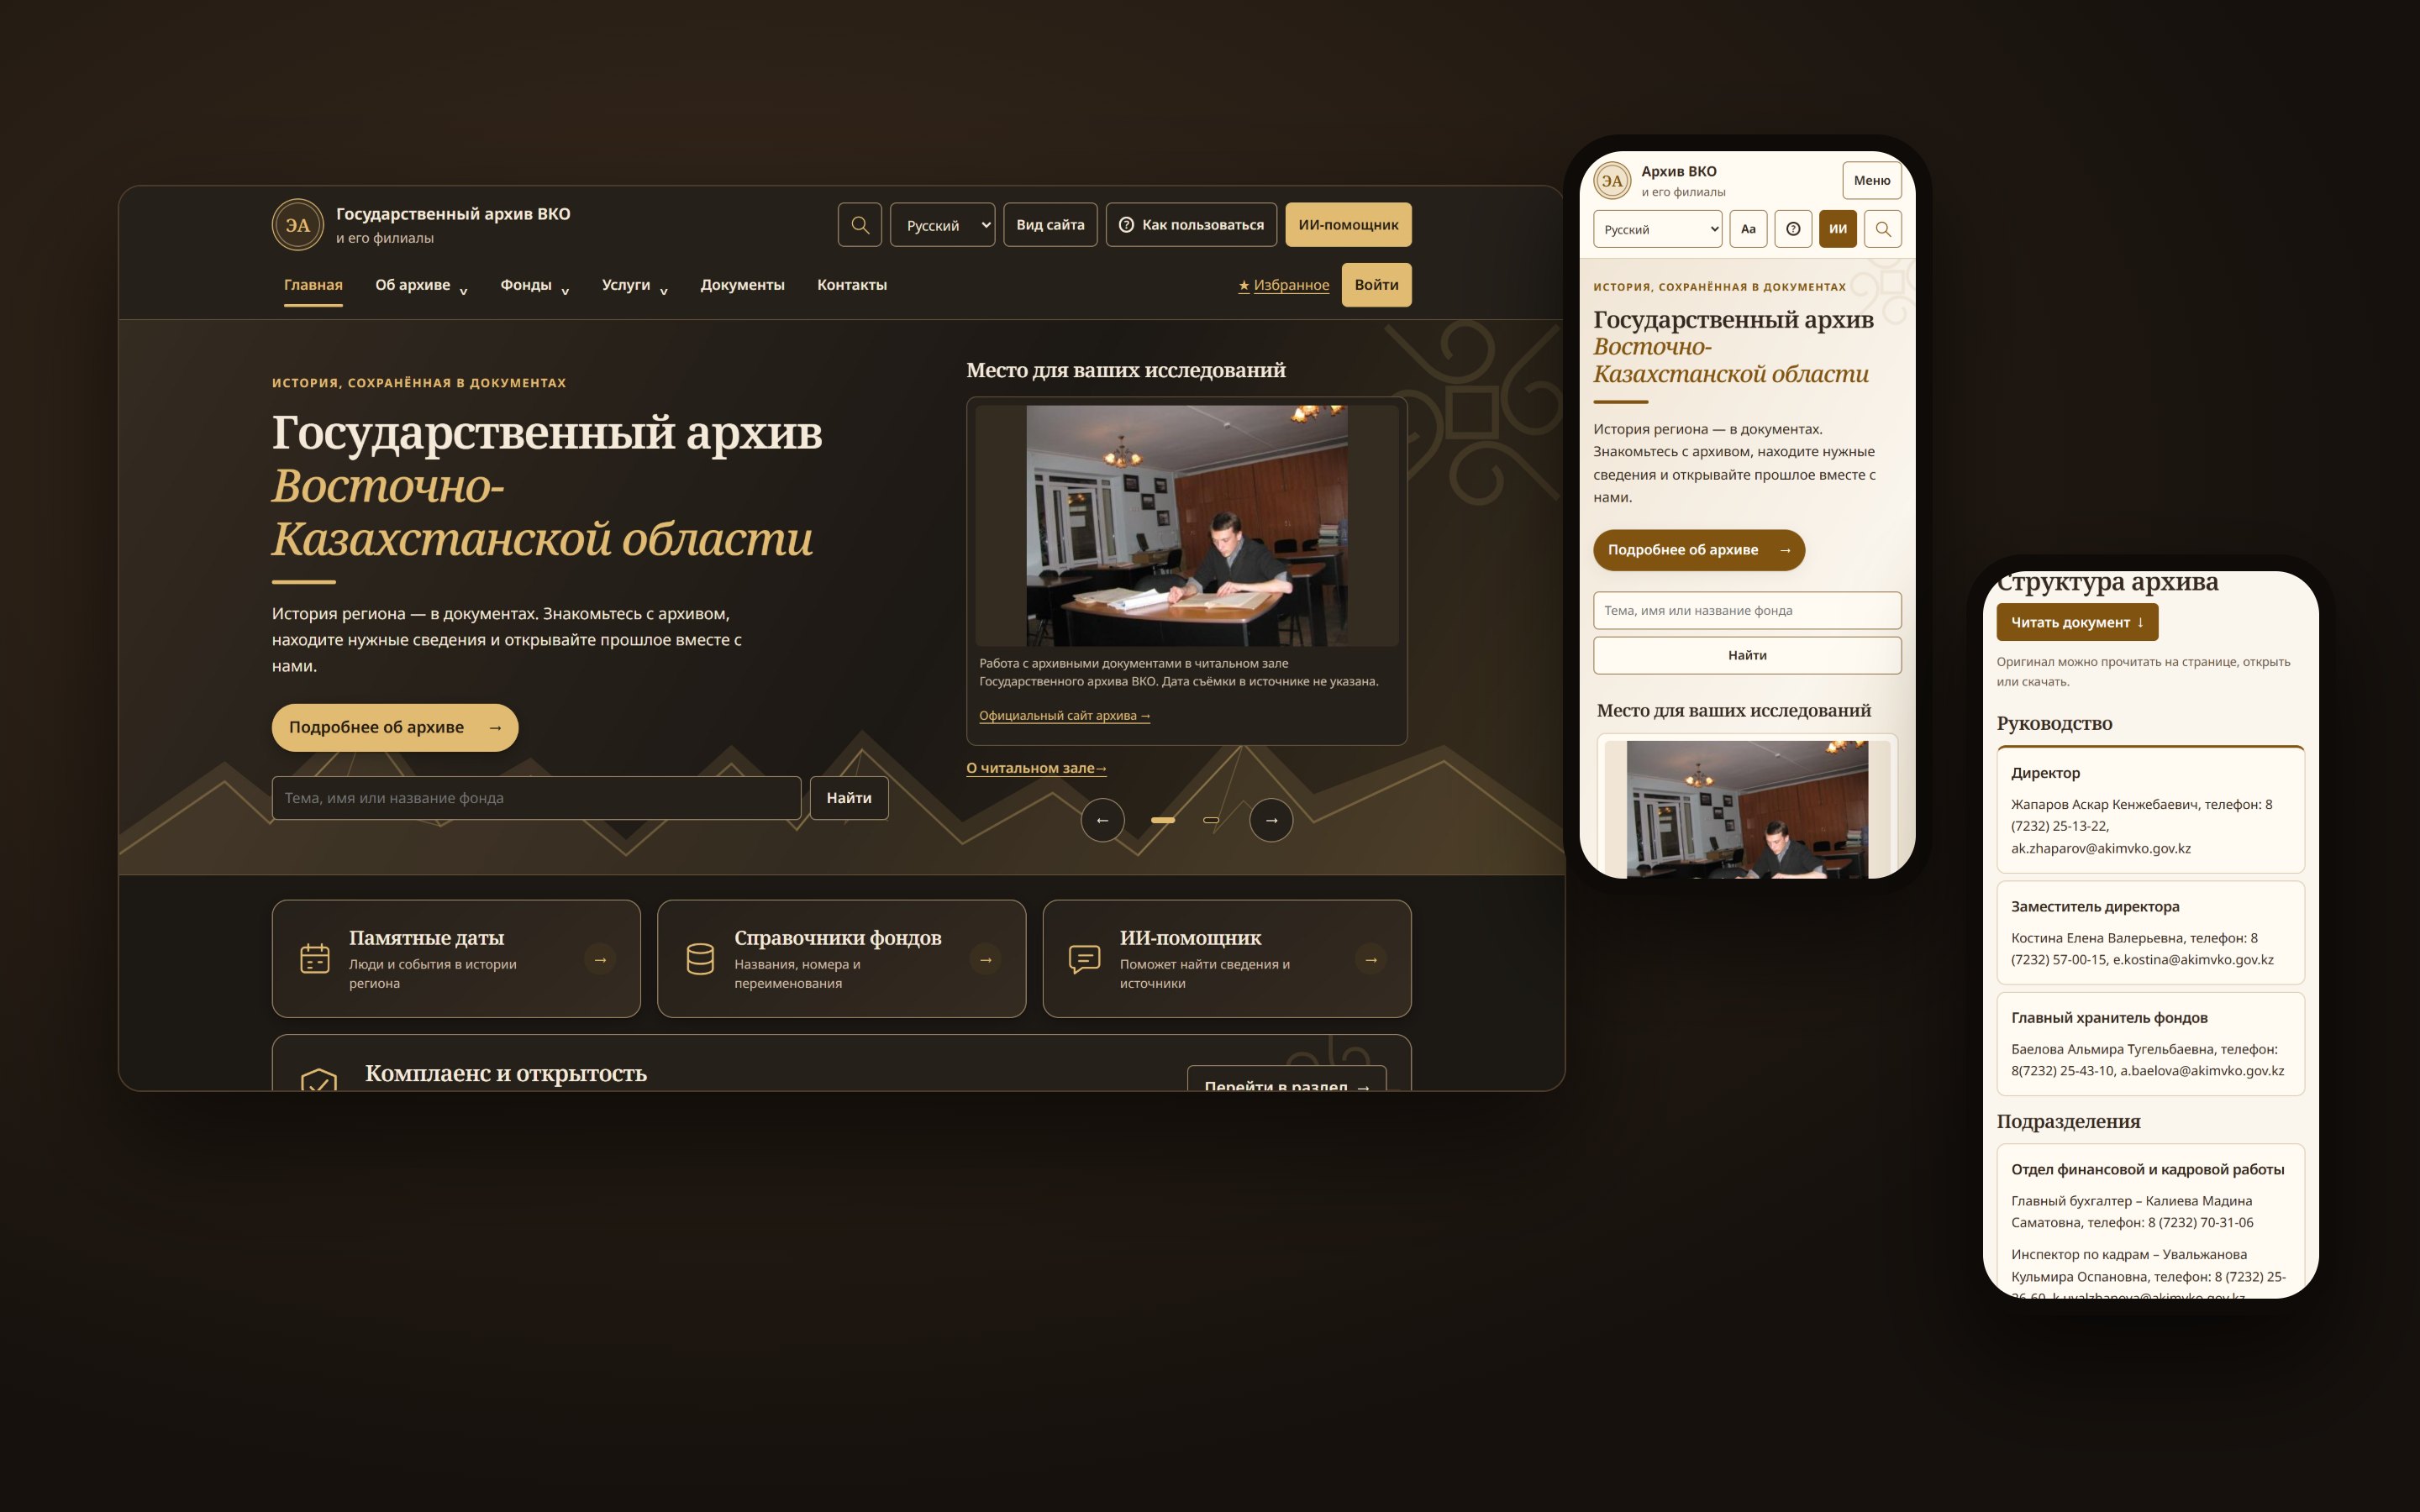 ЭА
Государственный архив ВКО
и его филиалы
Русский
Вид сайта
? Как пользоваться
ИИ-помощник
Главная
Об архиве
Фонды
Услуги
Документы
Контакты
★ Избранное
Войти
ИСТОРИЯ, СОХРАНЁННАЯ В ДОКУМЕНТАХ
Государственный архив
Восточно-
Казахстанской области
История региона — в документах. Знакомьтесь с архивом,
находите нужные сведения и открывайте прошлое вместе с
нами.
Подробнее об архиве →
Тема, имя или название фонда
Найти
Место для ваших исследований
Работа с архивными документами в читальном зале
Государственного архива ВКО. Дата съёмки в источнике не указана.
Официальный сайт архива →
О читальном зале→
← →
Памятные даты
Люди и события в истории
региона
→
Справочники фондов
Названия, номера и
переименования
→
ИИ-помощник
Поможет найти сведения и
источники
→
Комплаенс и открытость
Перейти в раздел →
ЭА
Архив ВКО
и его филиалы
Меню
Русский
Aa
?
ИИ
ИСТОРИЯ, СОХРАНЁННАЯ В ДОКУМЕНТАХ
Государственный архив
Восточно-
Казахстанской области
История региона — в документах.
Знакомьтесь с архивом, находите нужные
сведения и открывайте прошлое вместе с
нами.
Подробнее об архиве →
Тема, имя или название фонда
Найти
Место для ваших исследований
Структура архива
Читать документ ↓
Оригинал можно прочитать на странице, открыть
или скачать.
Руководство
Директор
Жапаров Аскар Кенжебаевич, телефон: 8
(7232) 25-13-22,
ak.zhaparov@akimvko.gov.kz
Заместитель директора
Костина Елена Валерьевна, телефон: 8
(7232) 57-00-15, e.kostina@akimvko.gov.kz
Главный хранитель фондов
Баелова Альмира Тугельбаевна, телефон:
8(7232) 25-43-10, a.baelova@akimvko.gov.kz
Подразделения
Отдел финансовой и кадровой работы
Главный бухгалтер – Калиева Мадина
Саматовна, телефон: 8 (7232) 70-31-06
Инспектор по кадрам – Увальжанова
Кульмира Оспановна, телефон: 8 (7232) 25-
26-60, k.uvalzhanova@akimvko.gov.kz